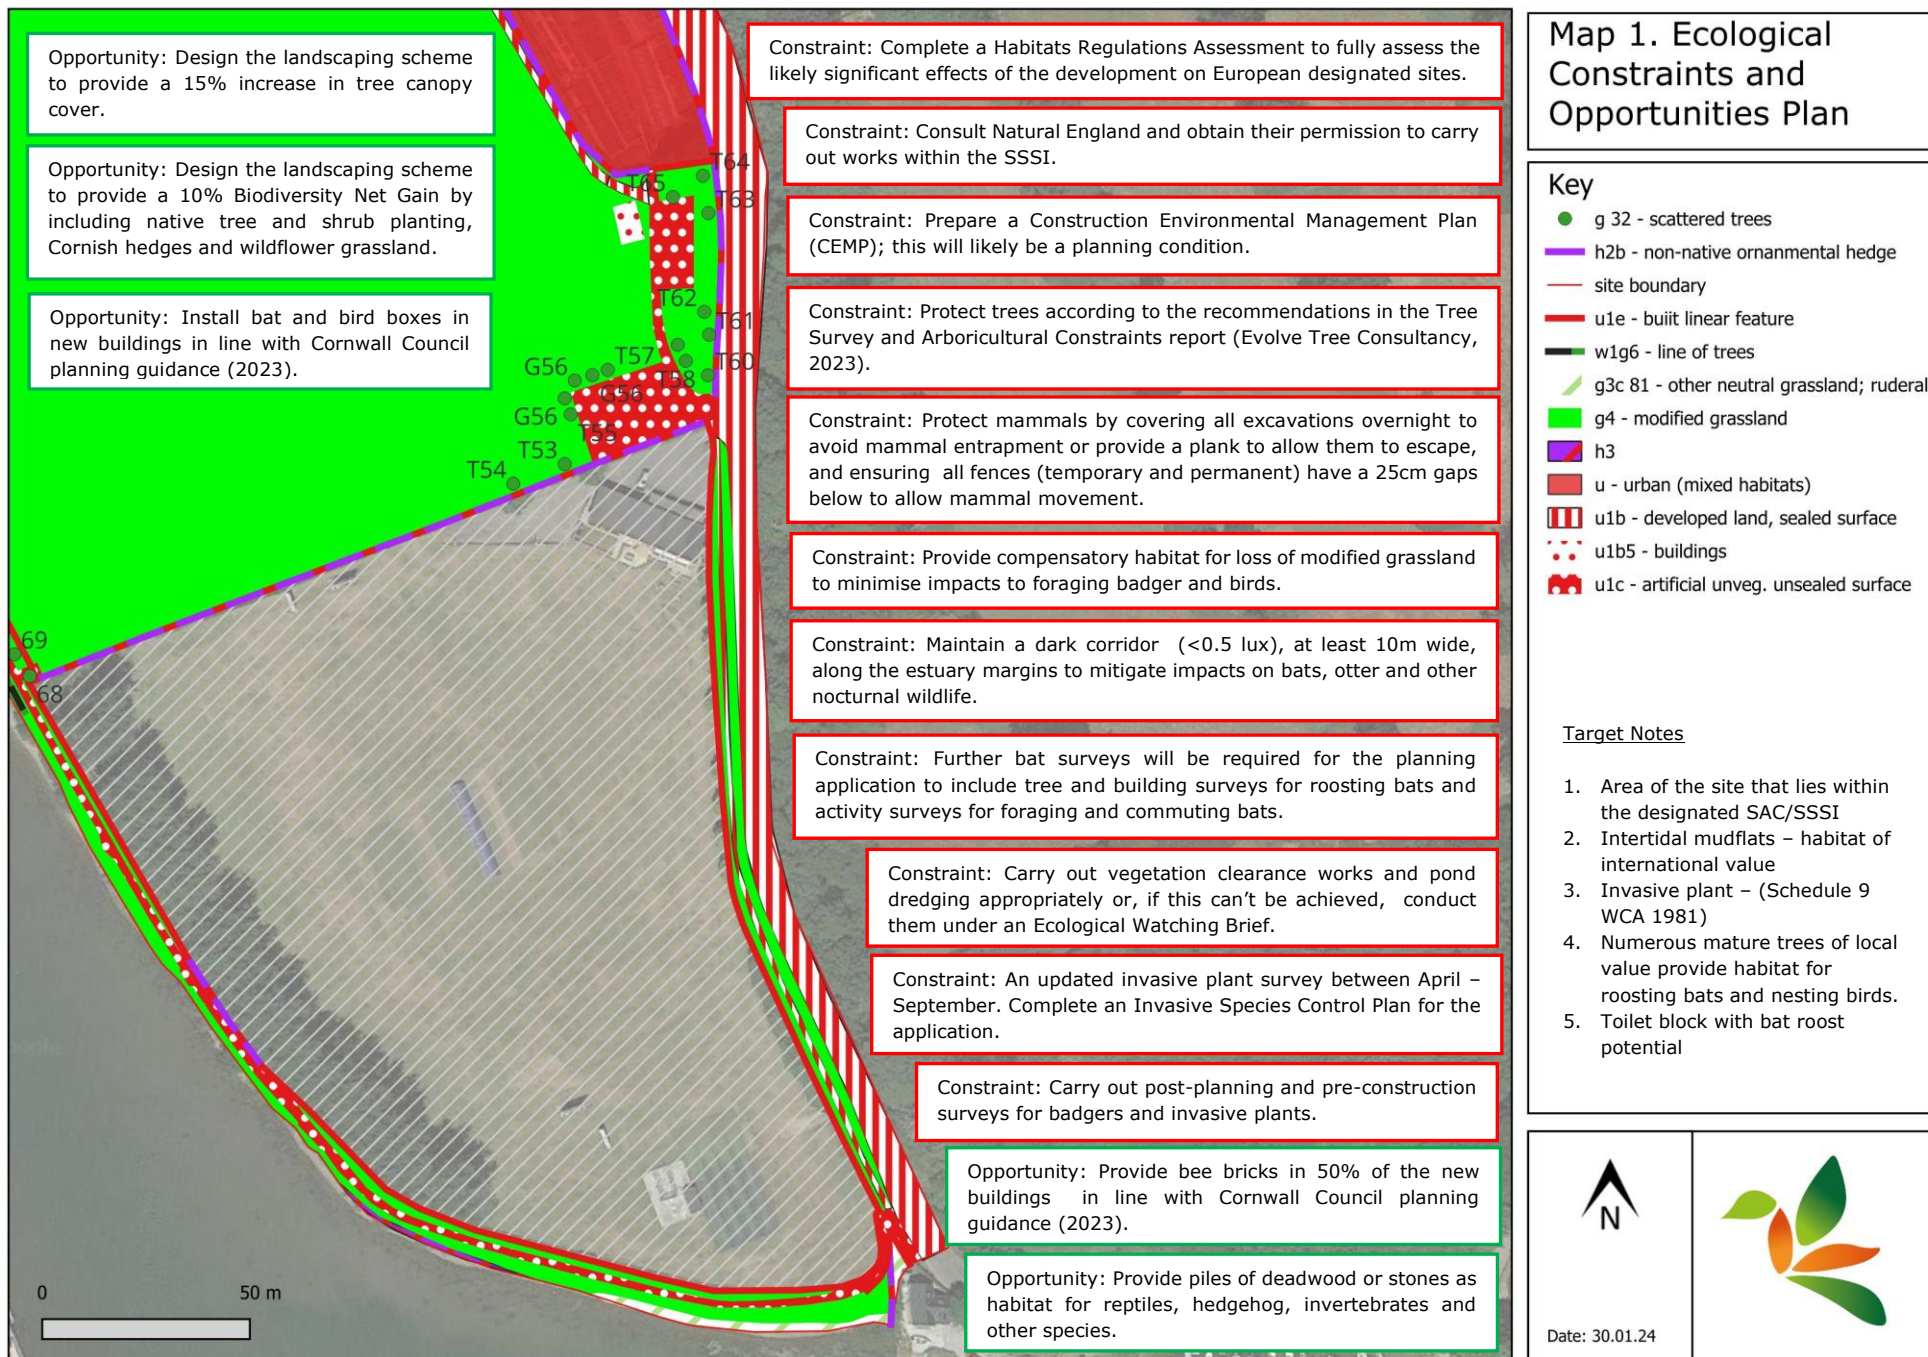 Map 1. Ecological
Constraints and
Opportunities Plan
Opportunity: Design the landscaping scheme
to provide a 15% increase in tree canopy
cover.
Opportunity: Design the landscaping scheme
to provide a 10% Biodiversity Net Gain by
including native tree and shrub planting,
Cornish hedges and wildflower grassland.
Opportunity: Install bat and bird boxes in
new buildings in line with Cornwall Council
planning guidance (2023).
Constraint: Complete a Habitats Regulations Assessment to fully assess the
likely significant effects of the development on European designated sites.
Constraint: Consult Natural England and obtain their permission to carry
out works within the SSSI.
Constraint: Prepare a Construction Environmental Management Plan
(CEMP); this will likely be a planning condition.
Constraint: Protect trees according to the recommendations in the Tree
Survey and Arboricultural Constraints report (Evolve Tree Consultancy,
2023).
Constraint: Protect mammals by covering all excavations overnight to
avoid mammal entrapment or provide a plank to allow them to escape,
and ensuring all fences (temporary and permanent) have a 25cm gaps
below to allow mammal movement.
Constraint: Provide compensatory habitat for loss of modified grassland
to minimise impacts to foraging badger and birds.
Constraint: Maintain a dark corridor (<0.5 lux), at least 10m wide,
along the estuary margins to mitigate impacts on bats, otter and other
nocturnal wildlife.
Constraint: Further bat surveys will be required for the planning
application to include tree and building surveys for roosting bats and
activity surveys for foraging and commuting bats.
Constraint: Carry out vegetation clearance works and pond
dredging appropriately or, if this can't be achieved, conduct
them under an Ecological Watching Brief.
Constraint: An updated invasive plant survey between April –
September. Complete an Invasive Species Control Plan for the
application.
Constraint: Carry out post-planning and pre-construction
surveys for badgers and invasive plants.
Opportunity: Provide bee bricks in 50% of the new
buildings in line with Cornwall Council planning
guidance (2023).
Opportunity: Provide piles of deadwood or stones as
habitat for reptiles, hedgehog, invertebrates and
other species.
T64
T65
T63
T62
T61
T57
T60
G56
T58
G56
G56
T55
T53
T54
69
68
0 50 m
Key
g 32 - scattered trees
h2b - non-native ornanmental hedge
site boundary
u1e - buiit linear feature
w1g6 - line of trees
g3c 81 - other neutral grassland; ruderal
g4 - modified grassland
h3
u - urban (mixed habitats)
u1b - developed land, sealed surface
u1b5 - buildings
u1c - artificial unveg. unsealed surface
Target Notes
1. Area of the site that lies within
the designated SAC/SSSI
2. Intertidal mudflats – habitat of
international value
3. Invasive plant – (Schedule 9
WCA 1981)
4. Numerous mature trees of local
value provide habitat for
roosting bats and nesting birds.
5. Toilet block with bat roost
potential
N
Date: 30.01.24